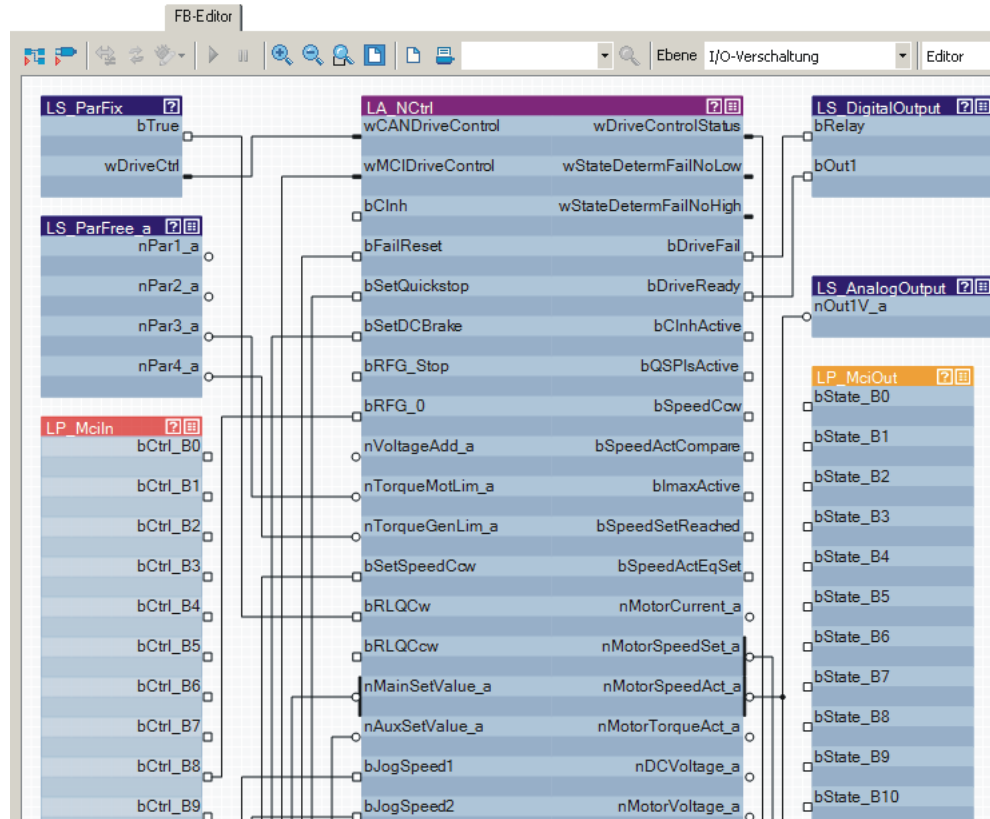 FB-Editor
Ebene I/O-Verschaltung Editor
LS_ParFix ?
bTrue
wDriveCtrl
LS_ParFree_a ?
nPar1_a
nPar2_a
nPar3_a
nPar4_a
LP_MciIn ?
bCtrl_B0
bCtrl_B1
bCtrl_B2
bCtrl_B3
bCtrl_B4
bCtrl_B5
bCtrl_B6
bCtrl_B7
bCtrl_B8
bCtrl_B9
LA_NCtrl ?
wCANDriveControl wDriveControlStatus
wMCIDriveControl wStateDetermFailNoLow
bCInh wStateDetermFailNoHigh
bFailReset bDriveFail
bSetQuickstop bDriveReady
bSetDCBrake bCInhActive
bRFG_Stop bQSPIsActive
bRFG_0 bSpeedCcw
nVoltageAdd_a bSpeedActCompare
nTorqueMotLim_a bImaxActive
nTorqueGenLim_a bSpeedSetReached
bSetSpeedCcw bSpeedActEqSet
bRLQCw nMotorCurrent_a
bRLQCcw nMotorSpeedSet_a
nMainSetValue_a nMotorSpeedAct_a
nAuxSetValue_a nMotorTorqueAct_a
bJogSpeed1 nDCVoltage_a
bJogSpeed2 nMotorVoltage_a
LS_DigitalOutput ?
bRelay
bOut1
LS_AnalogOutput ?
nOut1V_a
LP_MciOut ?
bState_B0
bState_B1
bState_B2
bState_B3
bState_B4
bState_B5
bState_B6
bState_B7
bState_B8
bState_B9
bState_B10